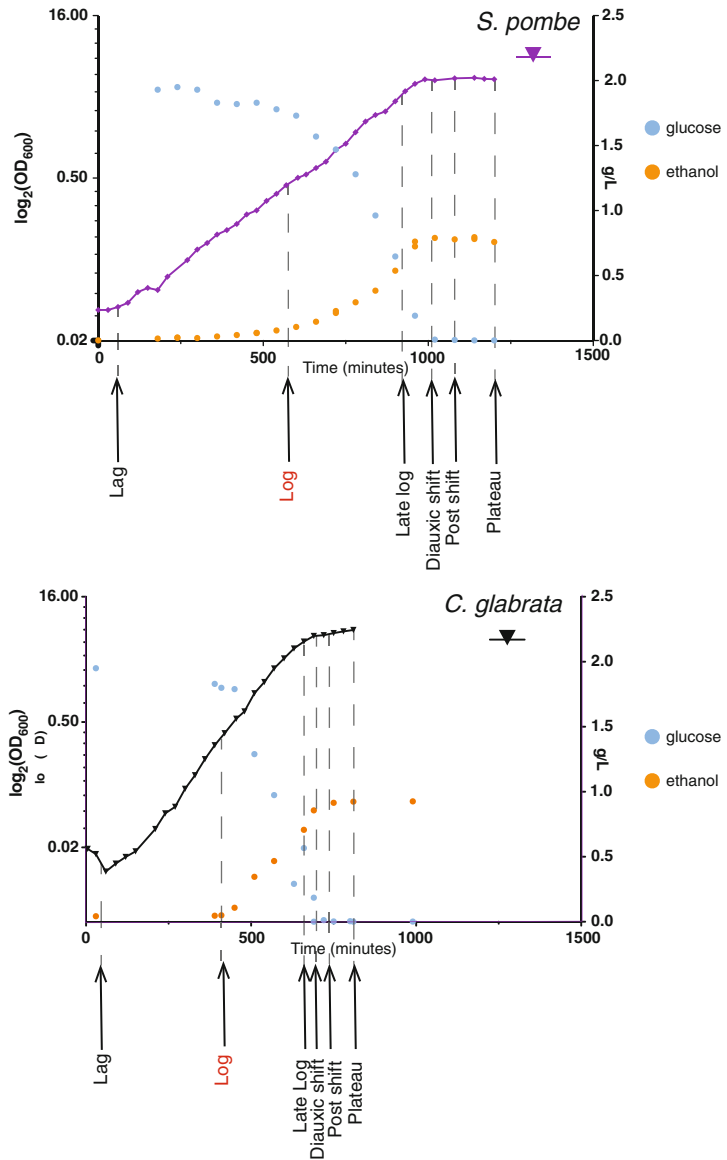 16.00
2.5
S. pombe
2.0
glucose
1.5
log2(OD600)
0.50
g/L
ethanol
1.0
0.5
0.02
0.0
0
500
1000
1500
Time (minutes)
Lag
Log
Late log
Diauxic shift
Post shift
Plateau
16.00
2.5
C. glabrata
2.0
0.50
1.5
log2(OD600)
lo ( D)
g/L
glucose
ethanol
1.0
0.02
0.5
0.0
0
500
1000
1500
Time (minutes)
Lag
Log
Late Log
Diauxic shift
Post shift
Plateau